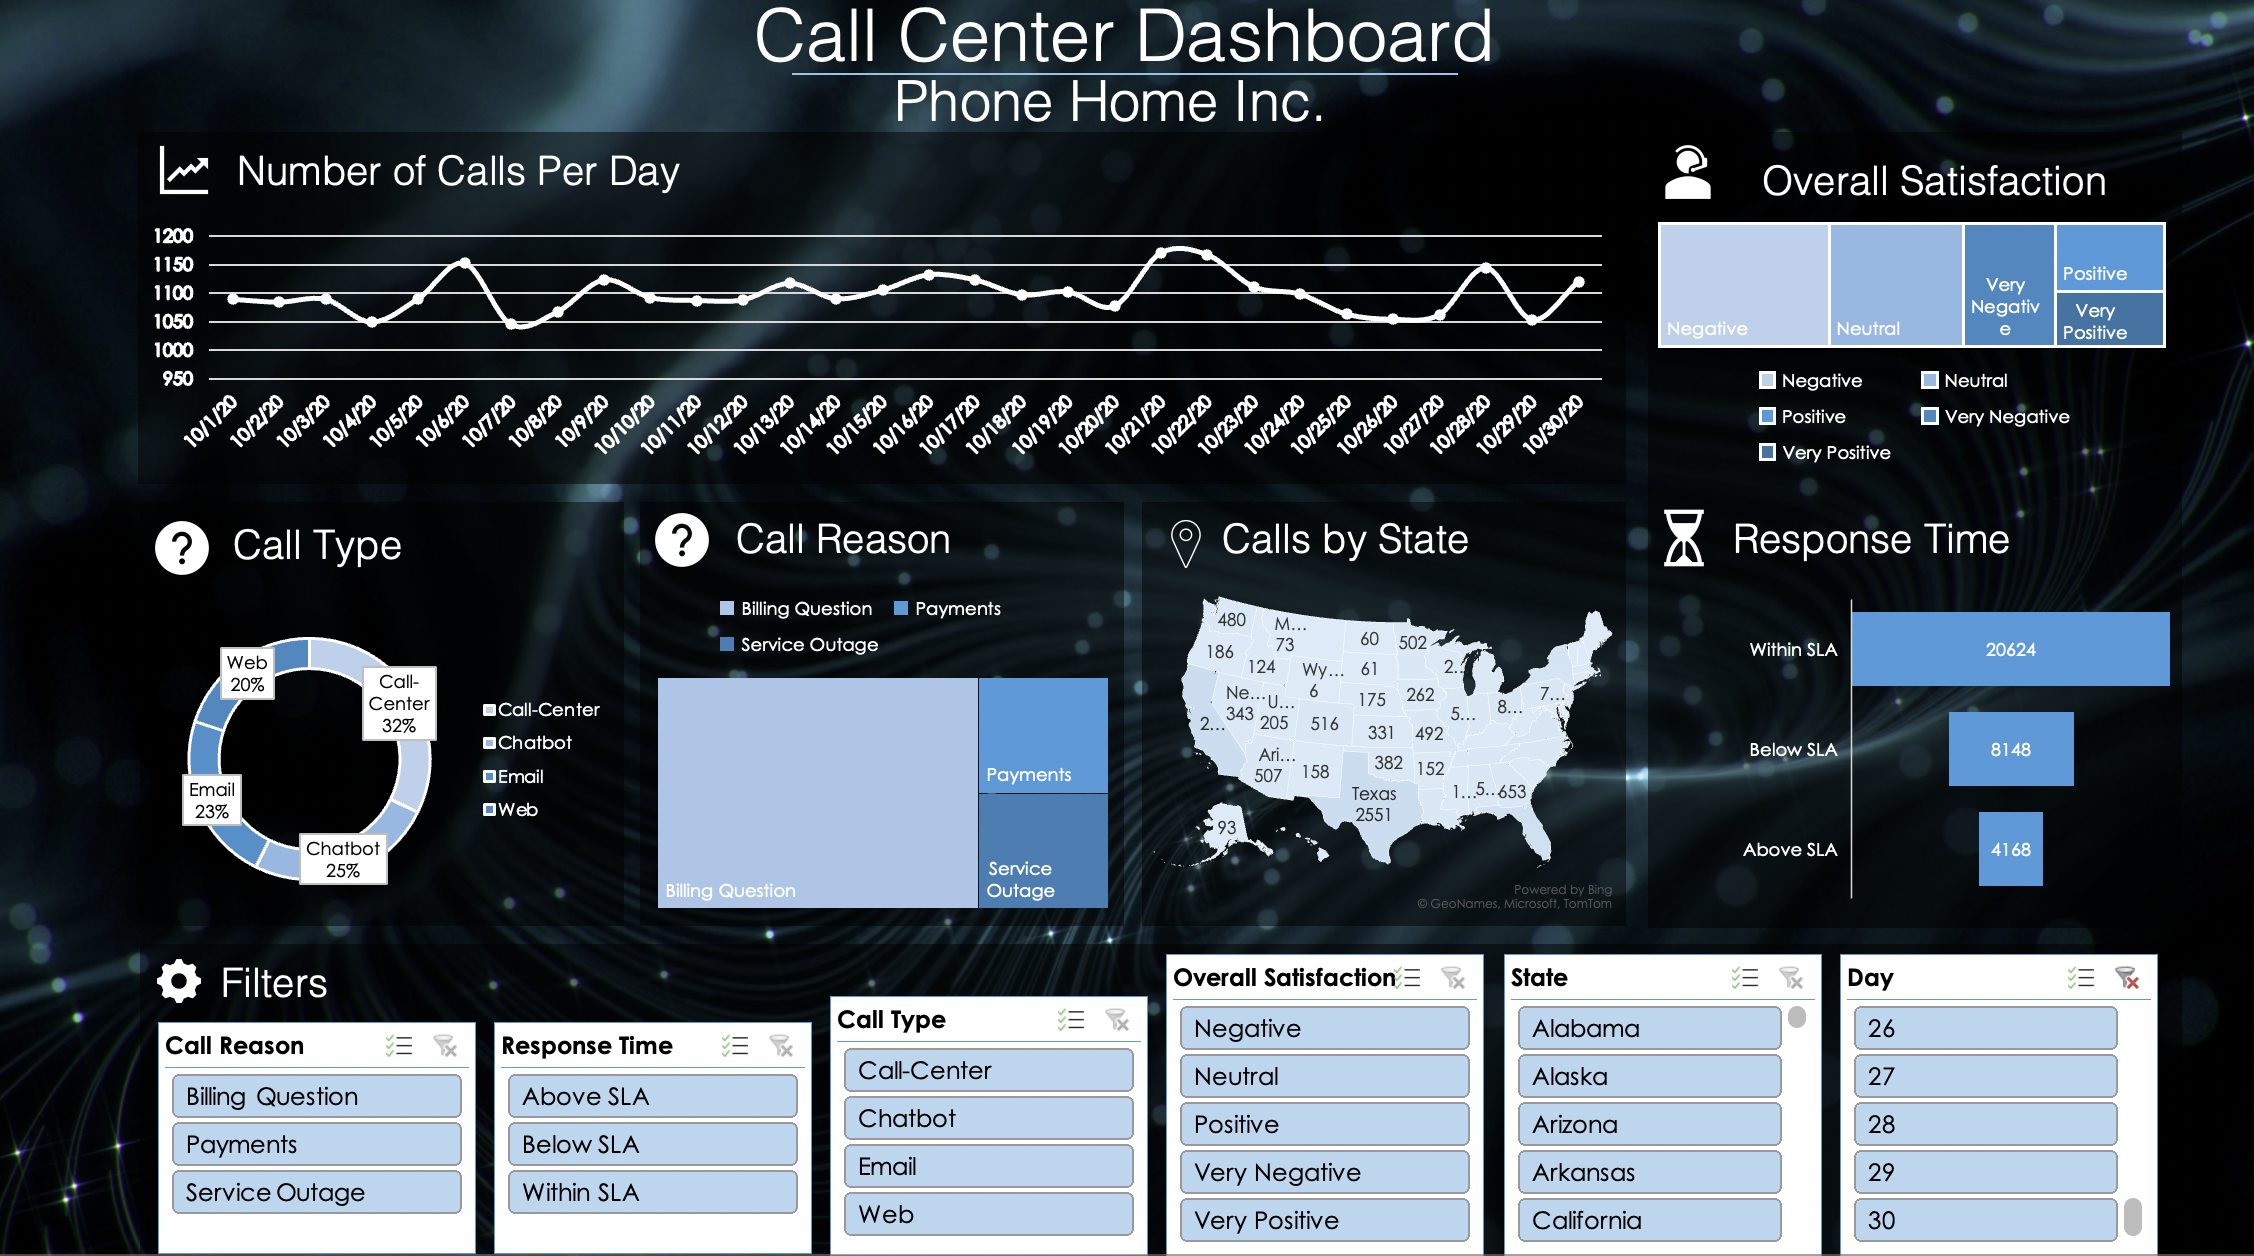 Call Center Dashboard
Phone Home Inc.
Number of Calls Per Day
1200
1150
1100
1050
1000
950
10/1/20
10/2/20
10/3/20
10/4/20
10/5/20
10/6/20
10/7/20
10/8/20
10/9/20
10/10/20
10/11/20
10/12/20
10/13/20
10/14/20
10/15/20
10/16/20
10/17/20
10/18/20
10/19/20
10/20/20
10/21/20
10/22/20
10/23/20
10/24/20
10/25/20
10/26/20
10/27/20
10/28/20
10/29/20
10/30/20
Overall Satisfaction
Negative
Neutral
Very
Negativ
e
Positive
Very
Positive
Negative
Neutral
Positive
Very Negative
Very Positive
Call Type
Web
20%
Call-
Center
32%
Email
23%
Chatbot
25%
Call-Center
Chatbot
Email
Web
Call Reason
Billing Question
Payments
Service Outage
Billing Question
Payments
Service
Outage
Calls by State
480
M...
73
60
502
186
124
Wy...
6
61
2...
Ne...
343
U...
205
175
262
7...
2...
516
5...
8...
331
492
Ari...
507
158
382
152
Texas
2551
1...
5...
653
93
Powered by Bing
© GeoNames, Microsoft, TomTom
Response Time
Within SLA
20624
Below SLA
8148
Above SLA
4168
Filters
Call Reason
Billing Question
Payments
Service Outage
Response Time
Above SLA
Below SLA
Within SLA
Call Type
Call-Center
Chatbot
Email
Web
Overall Satisfaction
Negative
Neutral
Positive
Very Negative
Very Positive
State
Alabama
Alaska
Arizona
Arkansas
California
Day
26
27
28
29
30